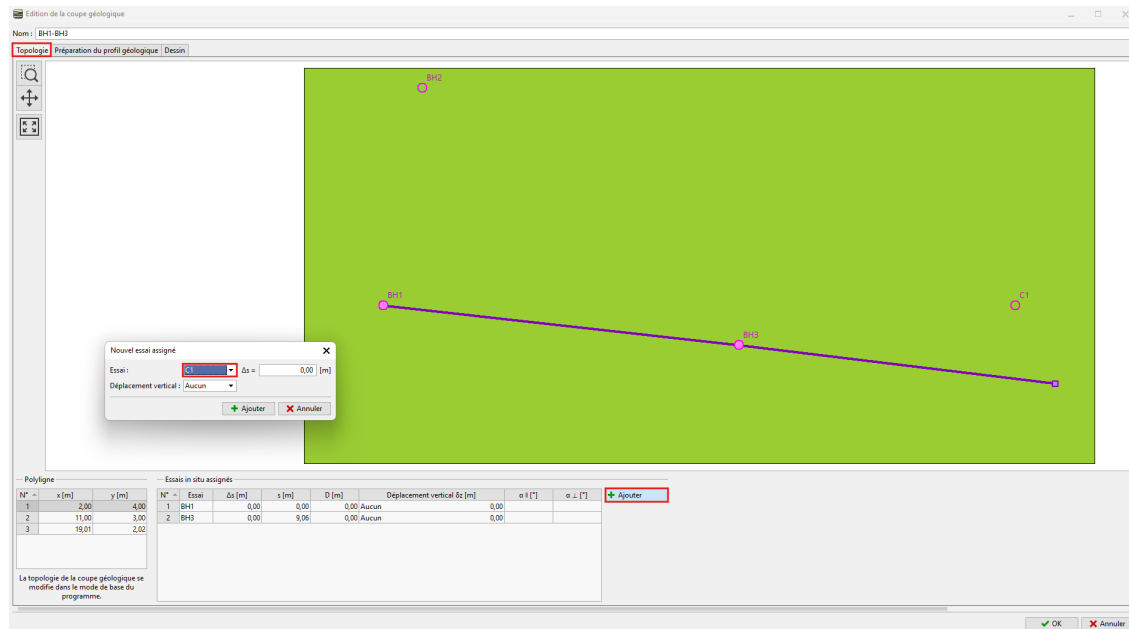 Edition de la coupe géologique
Nom : BH1-BH3
Topologie Préparation du profil géologique Dessin
BH2
BH1
C1
BH3
Nouvel essai assigné
Essai : C1 Δs = 0,00 [m]
Déplacement vertical : Aucun
Ajouter Annuler
Polyligne
N° x [m] y [m]
1 2,00 4,00
2 11,00 3,00
3 19,01 2,02
La topologie de la coupe géologique se
modifie dans le mode de base du
programme.
Essais in situ assignés
N° Essai Δs [m] s [m] D [m] Déplacement vertical δz [m] α ∥ [°] α ⊥ [°]
1 BH1 0,00 0,00 0,00 Aucun 0,00
2 BH3 0,00 9,06 0,00 Aucun 0,00
Ajouter
OK Annuler